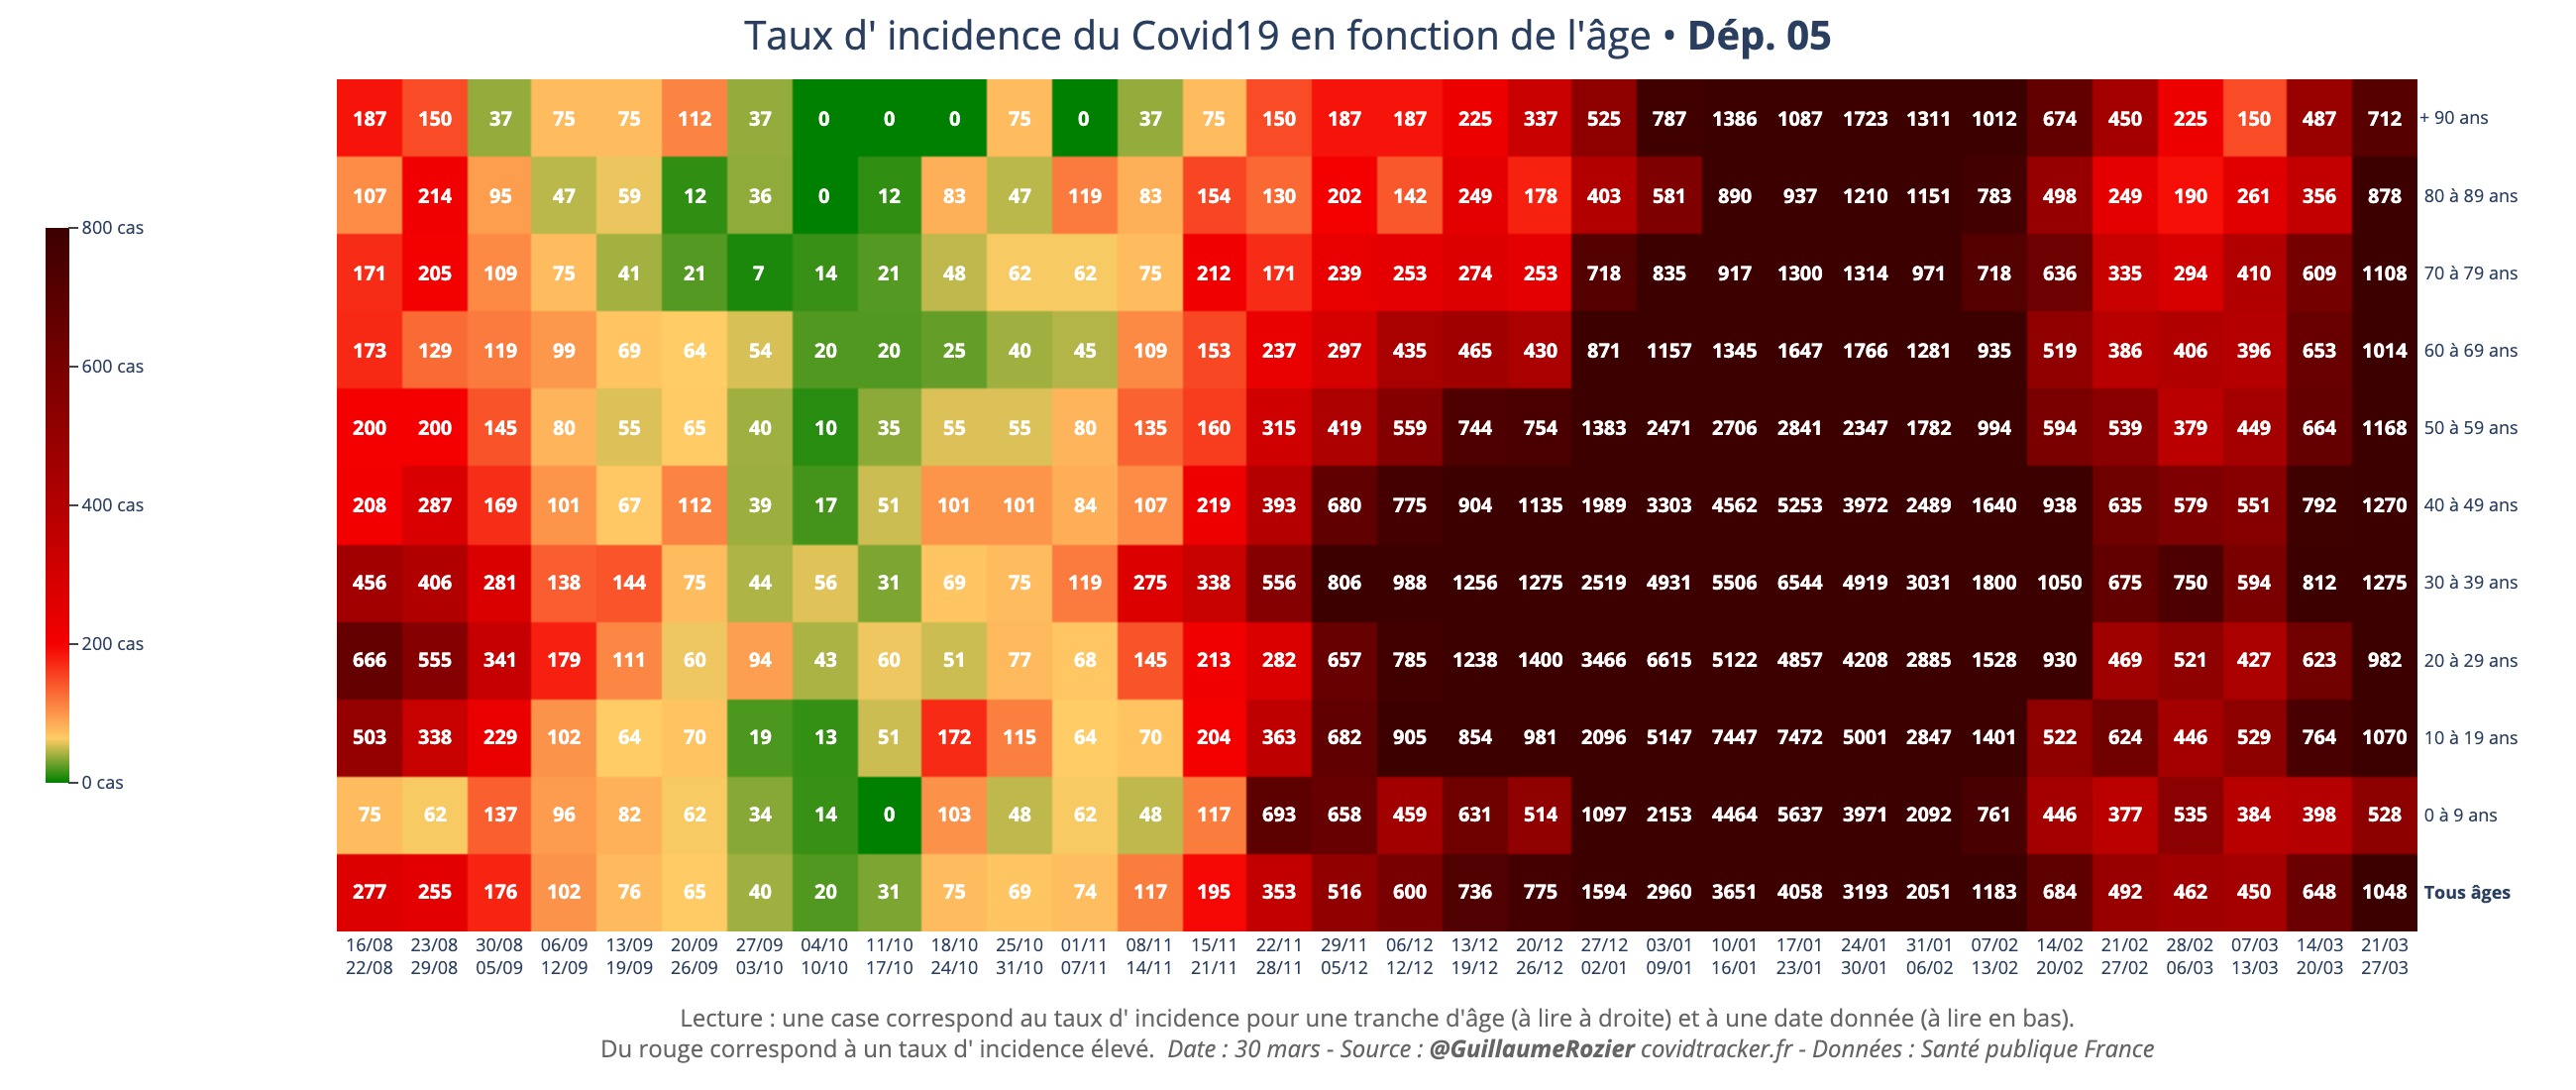 Taux d' incidence du Covid19 en fonction de l'âge • Dép. 05
187 150 37 75 75 112 37 0 0 0 75 0 37 75 150 187 187 225 337 525 787 1386 1087 1723 1311 1012 674 450 225 150 487 712 + 90 ans
107 214 95 47 59 12 36 0 12 83 47 119 83 154 130 202 142 249 178 403 581 890 937 1210 1151 783 498 249 190 261 356 878 80 à 89 ans
800 cas
171 205 109 75 41 21 7 14 21 48 62 62 75 212 171 239 253 274 253 718 835 917 1300 1314 971 718 636 335 294 410 609 1108 70 à 79 ans
173 129 119 99 69 64 54 20 20 25 40 45 109 153 237 297 435 465 430 871 1157 1345 1647 1766 1281 935 519 386 406 396 653 1014 60 à 69 ans
600 cas
200 200 145 80 55 65 40 10 35 55 55 80 135 160 315 419 559 744 754 1383 2471 2706 2841 2347 1782 994 594 539 379 449 664 1168 50 à 59 ans
400 cas
208 287 169 101 67 112 39 17 51 101 101 84 107 219 393 680 775 904 1135 1989 3303 4562 5253 3972 2489 1640 938 635 579 551 792 1270 40 à 49 ans
456 406 281 138 144 75 44 56 31 69 75 119 275 338 556 806 988 1256 1275 2519 4931 5506 6544 4919 3031 1800 1050 675 750 594 812 1275 30 à 39 ans
200 cas
666 555 341 179 111 60 94 43 60 51 77 68 145 213 282 657 785 1238 1400 3466 6615 5122 4857 4208 2885 1528 930 469 521 427 623 982 20 à 29 ans
503 338 229 102 64 70 19 13 51 172 115 64 70 204 363 682 905 854 981 2096 5147 7447 7472 5001 2847 1401 522 624 446 529 764 1070 10 à 19 ans
0 cas
75 62 137 96 82 62 34 14 0 103 48 62 48 117 693 658 459 631 514 1097 2153 4464 5637 3971 2092 761 446 377 535 384 398 528 0 à 9 ans
277 255 176 102 76 65 40 20 31 75 69 74 117 195 353 516 600 736 775 1594 2960 3651 4058 3193 2051 1183 684 492 462 450 648 1048 Tous âges
16/08 23/08 30/08 06/09 13/09 20/09 27/09 04/10 11/10 18/10 25/10 01/11 08/11 15/11 22/11 29/11 06/12 13/12 20/12 27/12 03/01 10/01 17/01 24/01 31/01 07/02 14/02 21/02 28/02 07/03 14/03 21/03
22/08 29/08 05/09 12/09 19/09 26/09 03/10 10/10 17/10 24/10 31/10 07/11 14/11 21/11 28/11 05/12 12/12 19/12 26/12 02/01 09/01 16/01 23/01 30/01 06/02 13/02 20/02 27/02 06/03 13/03 20/03 27/03
Lecture : une case correspond au taux d' incidence pour une tranche d'âge (à lire à droite) et à une date donnée (à lire en bas).
Du rouge correspond à un taux d' incidence élevé. Date : 30 mars - Source : @GuillaumeRozier covidtracker.fr - Données : Santé publique France